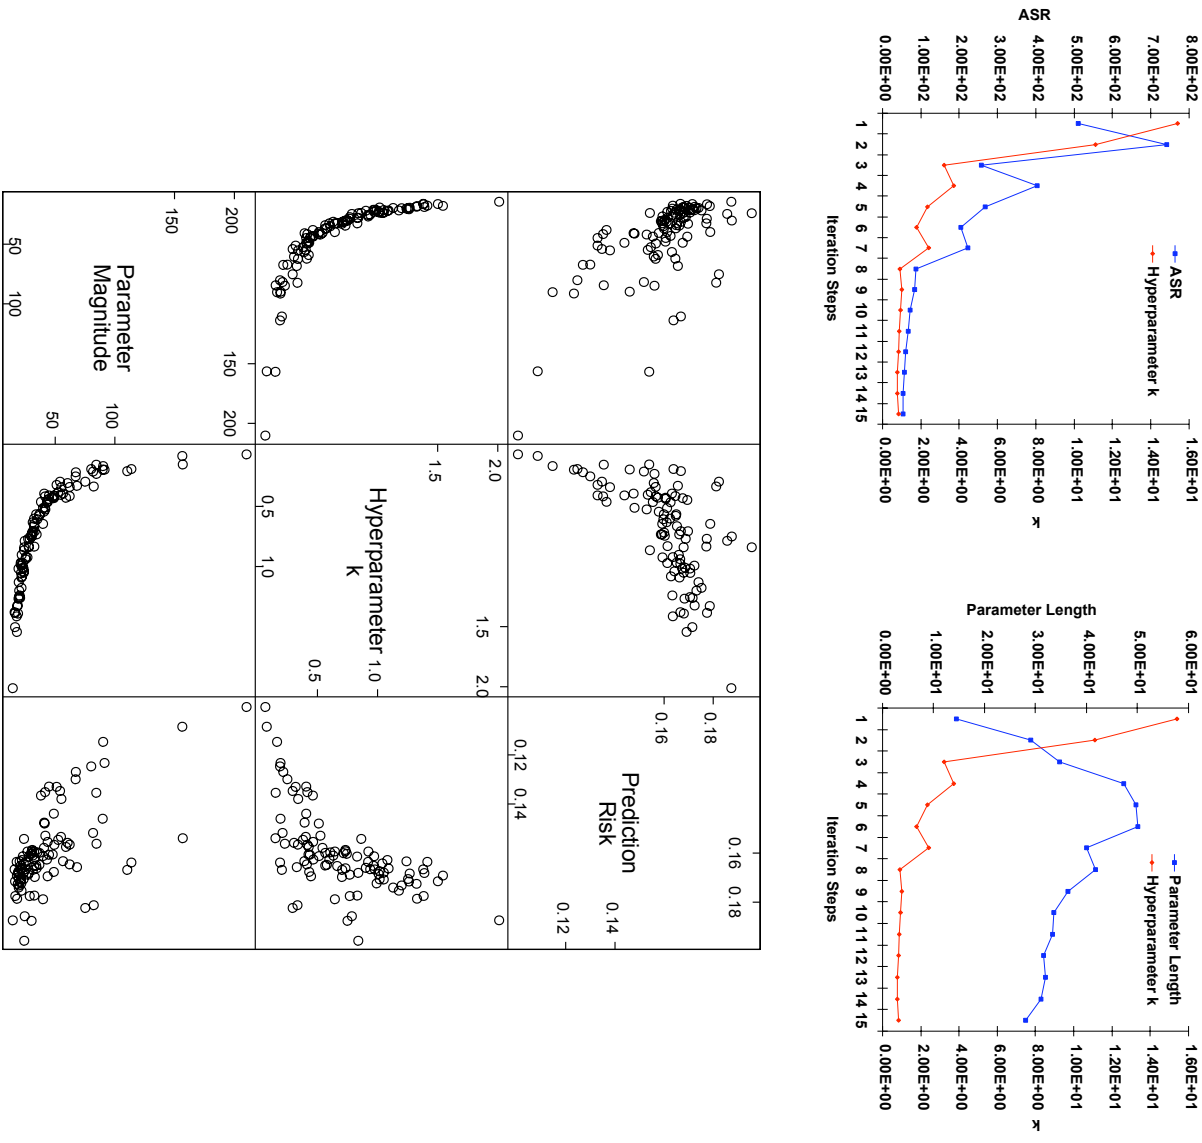 ASR
8.00E+02
7.00E+02
6.00E+02
5.00E+02
4.00E+02
3.00E+02
2.00E+02
1.00E+02
0.00E+00
1 2 3 4 5 6 7 8 9 10 11 12 13 14 15
Iteration Steps
ASR
Hyperparameter k
1.60E+01
1.40E+01
1.20E+01
1.00E+01
8.00E+00
6.00E+00
4.00E+00
2.00E+00
0.00E+00
K
Parameter Length
6.00E+01
5.00E+01
4.00E+01
3.00E+01
2.00E+01
1.00E+01
0.00E+00
1 2 3 4 5 6 7 8 9 10 11 12 13 14 15
Iteration Steps
Parameter Length
Hyperparameter k
1.60E+01
1.40E+01
1.20E+01
1.00E+01
8.00E+00
6.00E+00
4.00E+00
2.00E+00
0.00E+00
K
1.5 2.0
0.16 0.18
Prediction
Risk
0.12 0.14
0.16 0.18
1.5 2.0
Hyperparameter
k
0.5 1.0
0.5 1.0
0.12 0.14
150 200
150 200
Parameter
Magnitude
50 100
50 100